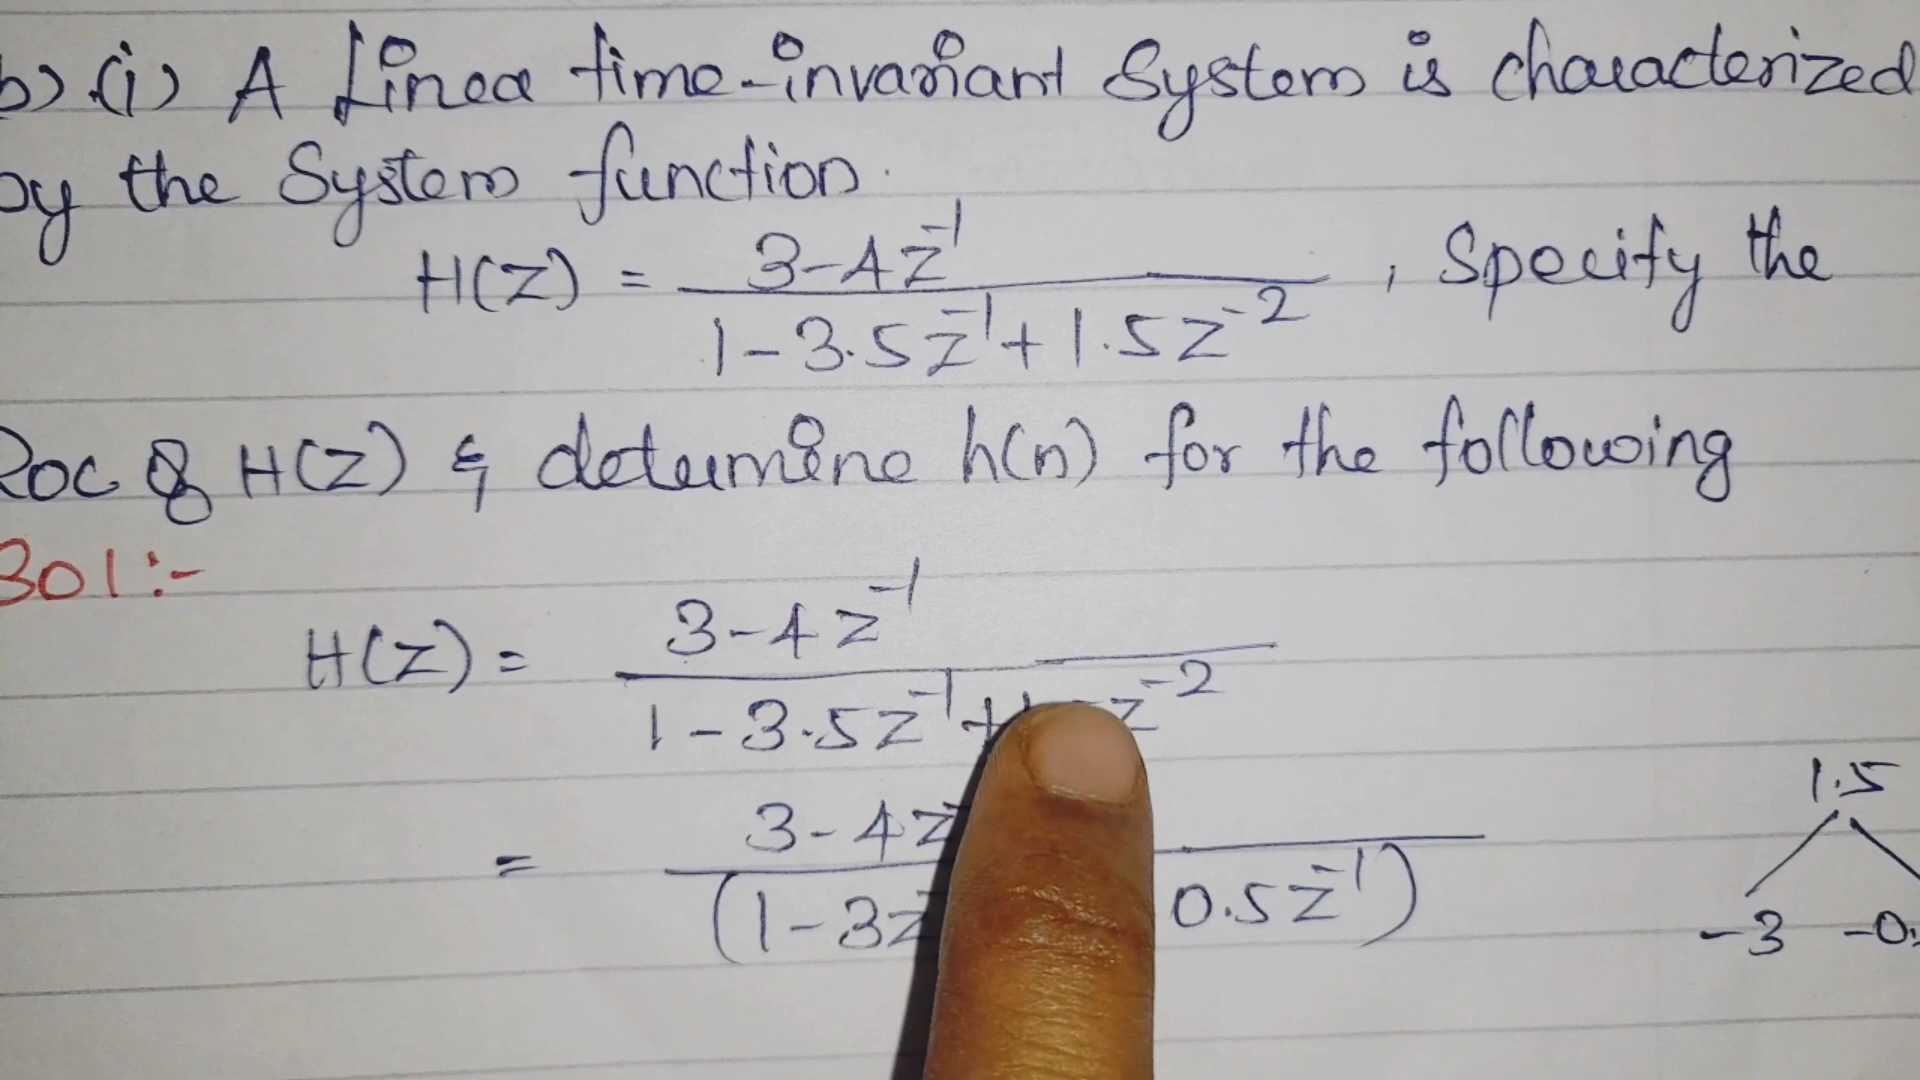 b) (i) A Linear time-invariant System is characterized
by the System function.
H(Z) = 3-4z^-1 / 1-3.5z^-1+1.5z^-2 , Specify the
ROC of H(Z) & determine h(n) for the following
Sol:-
H(Z) = 3-4z^-1 / 1-3.5z^-1+ z^-2
= 3-4z / (1-3z 0.5z^-1)
1.5
-3 -0.